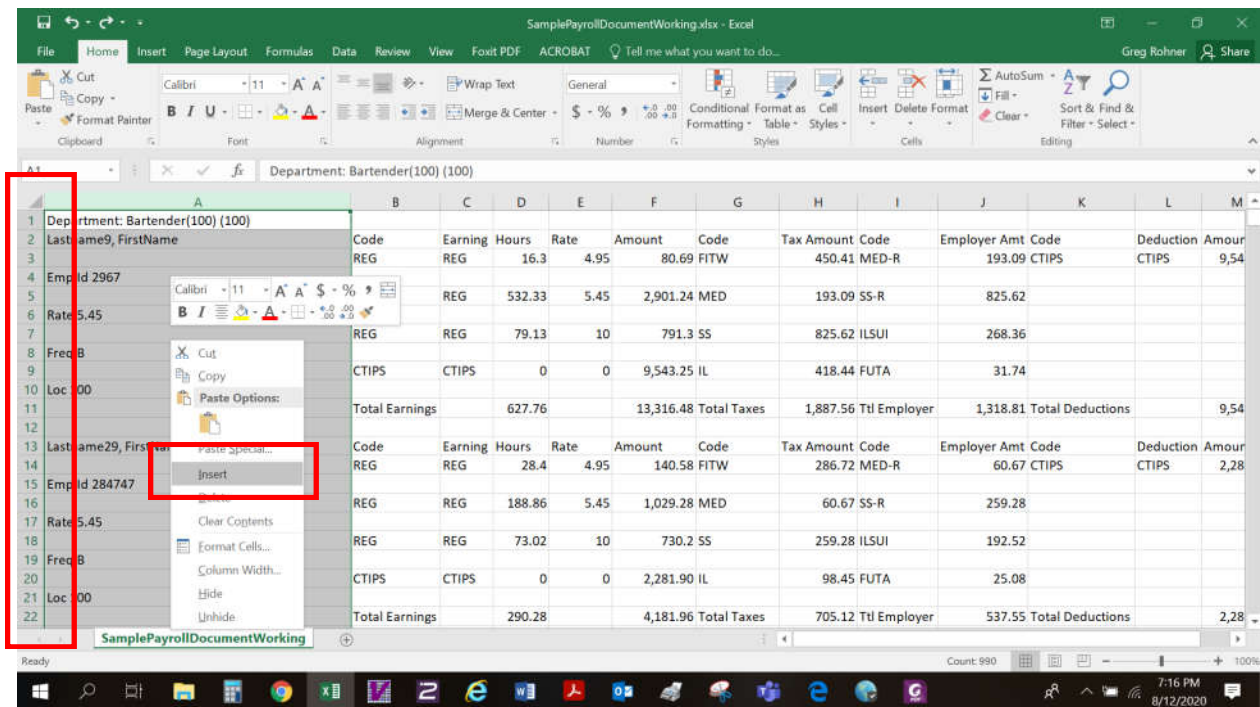 SamplePayrollDocumentWorking.xlsx - Excel
File Home Insert Page Layout Formulas Data Review View Foxit PDF ACROBAT Tell me what you want to do... Greg Rohner Share
Cut Calibri 11 A A Wrap Text General AutoSum
Paste Copy Conditional Format as Cell Insert Delete Format Fill Sort & Find &
Format Painter B I U A Merge & Center $ % , Formatting Table Styles Clear Filter Select
Clipboard Font Alignment Number Styles Cells Editing
A1 fx Department: Bartender(100) (100)
A B C D E F G H I J K L M
1 Department: Bartender(100) (100)
2 Lastname9, FirstName Code Earning Hours Rate Amount Code Tax Amount Code Employer Amt Code Deduction Amour
3 REG REG 16.3 4.95 80.69 FITW 450.41 MED-R 193.09 CTIPS CTIPS 9,54
4 Emp Id 2967
5 REG 532.33 5.45 2,901.24 MED 193.09 SS-R 825.62
6 Rate 5.45
7 REG REG 79.13 10 791.3 SS 825.62 ILSUI 268.36
8 Freq B
9 CTIPS CTIPS 0 0 9,543.25 IL 418.44 FUTA 31.74
10 Loc 100
11 Total Earnings 627.76 13,316.48 Total Taxes 1,887.56 Ttl Employer 1,318.81 Total Deductions 9,54
12
13 Lastname29, FirstNa Code Earning Hours Rate Amount Code Tax Amount Code Employer Amt Code Deduction Amour
14 REG REG 28.4 4.95 140.58 FITW 286.72 MED-R 60.67 CTIPS CTIPS 2,28
15 Emp Id 284747
16 REG REG 188.86 5.45 1,029.28 MED 60.67 SS-R 259.28
17 Rate 5.45
18 REG REG 73.02 10 730.2 SS 259.28 ILSUI 192.52
19 Freq B
20 CTIPS CTIPS 0 0 2,281.90 IL 98.45 FUTA 25.08
21 Loc 100
22 Total Earnings 290.28 4,181.96 Total Taxes 705.12 Ttl Employer 537.55 Total Deductions 2,28
Calibri 11 A A $ % ,
B I A
Cut
Copy
Paste Options:
Paste Special...
Insert
Delete
Clear Contents
Format Cells...
Column Width...
Hide
Unhide
SamplePayrollDocumentWorking
Ready Count: 990 100%
7:16 PM
8/12/2020